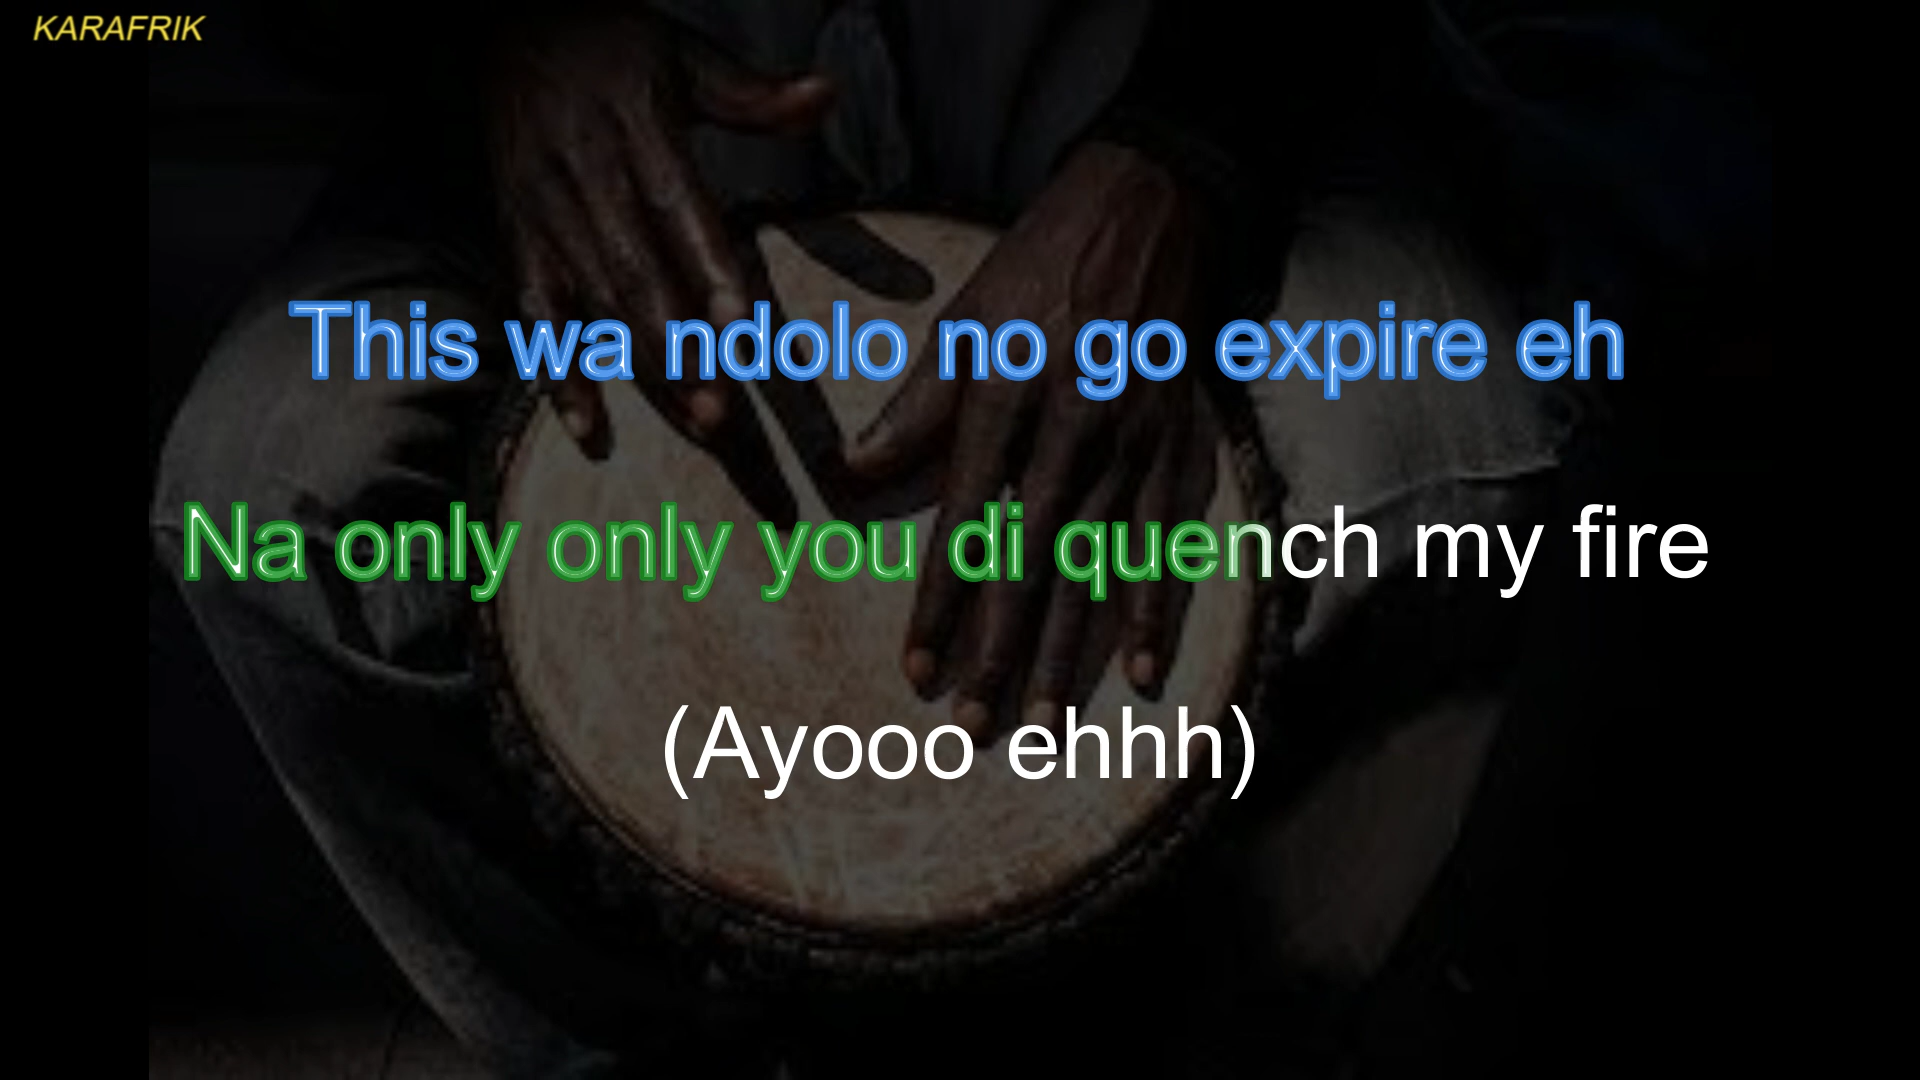 KARAFRIK
This wa ndolo no go expire eh
Na only only you di quench my fire
(Ayooo ehhh)